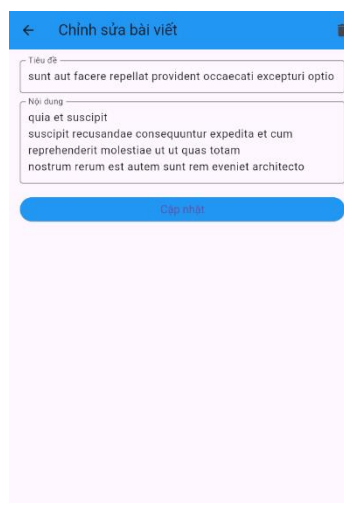 Chỉnh sửa bài viết
Tiêu đề
sunt aut facere repellat provident occaecati excepturi optio
Nội dung
quia et suscipit
suscipit recusandae consequuntur expedita et cum
reprehenderit molestiae ut ut quas totam
nostrum rerum est autem sunt rem eveniet architecto
Cập nhật